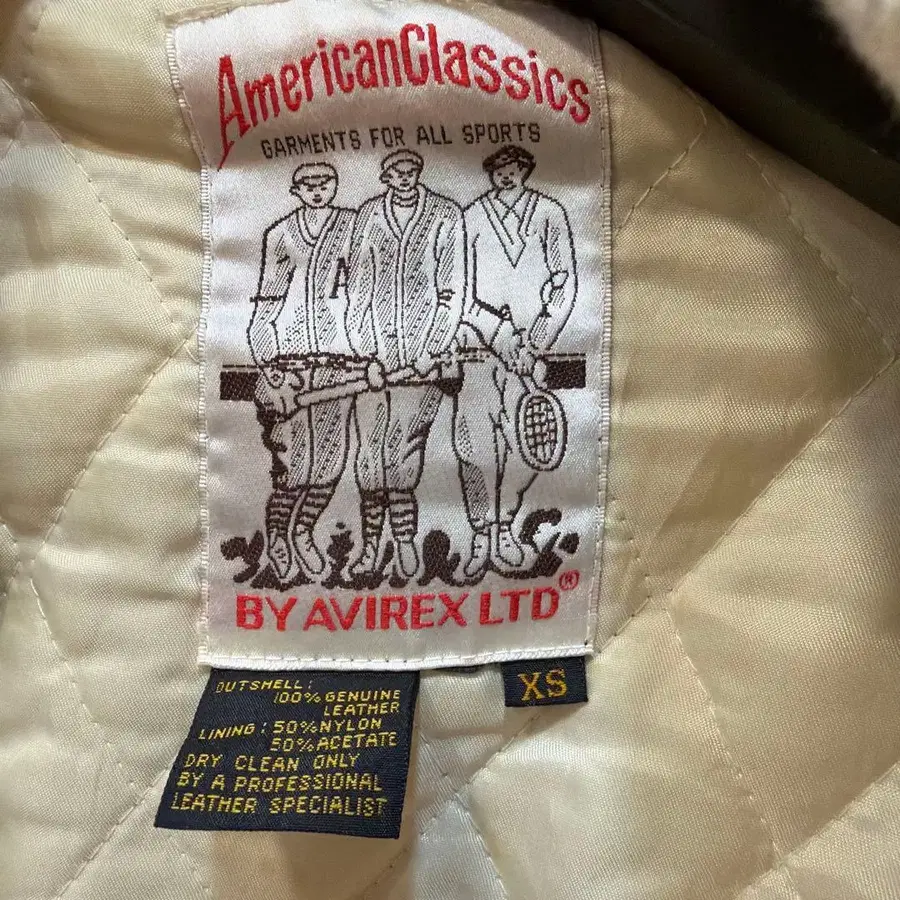 AmericanClassics
GARMENTS FOR ALL SPORTS
A
BY AVIREX LTD®
XS
OUTSHELL:
100% GENUINE
LEATHER
LINING: 50% NYLON
50% ACETATE
DRY CLEAN ONLY
BY A PROFESSIONAL
LEATHER SPECIALIST